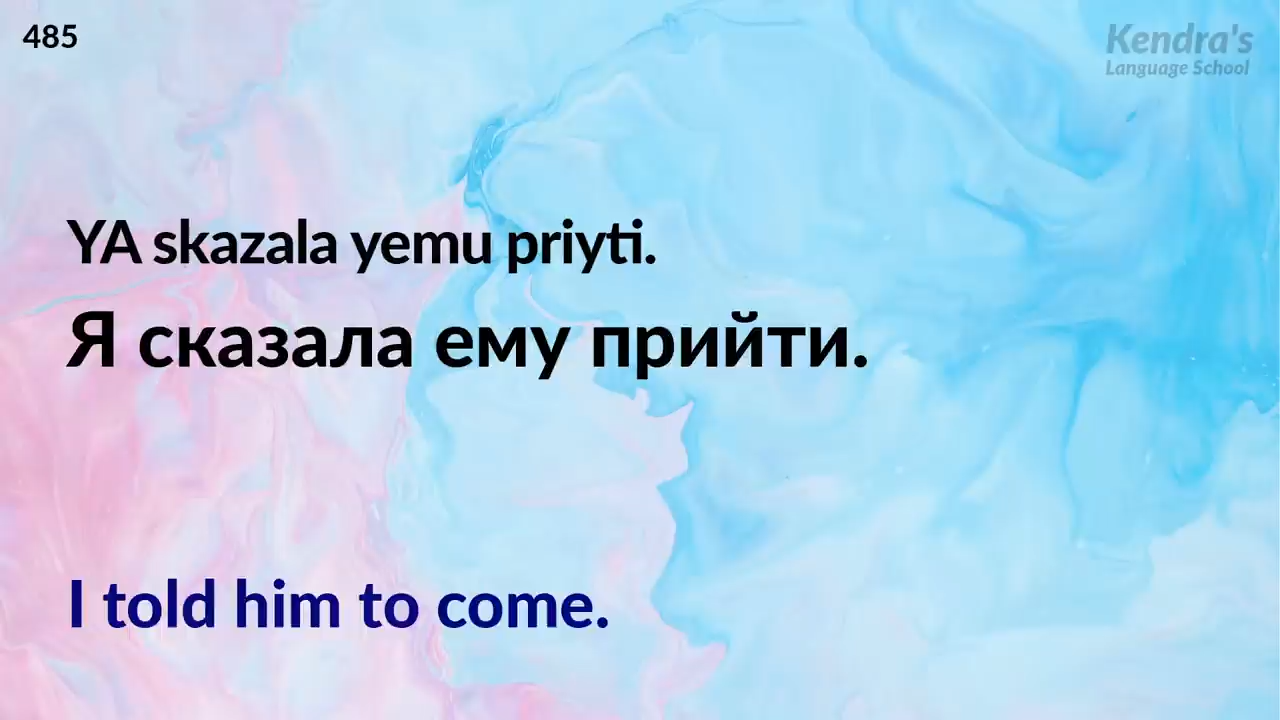 485
Kendra's
Language School
YA skazala yemu priyti.
Я сказала ему прийти.
I told him to come.